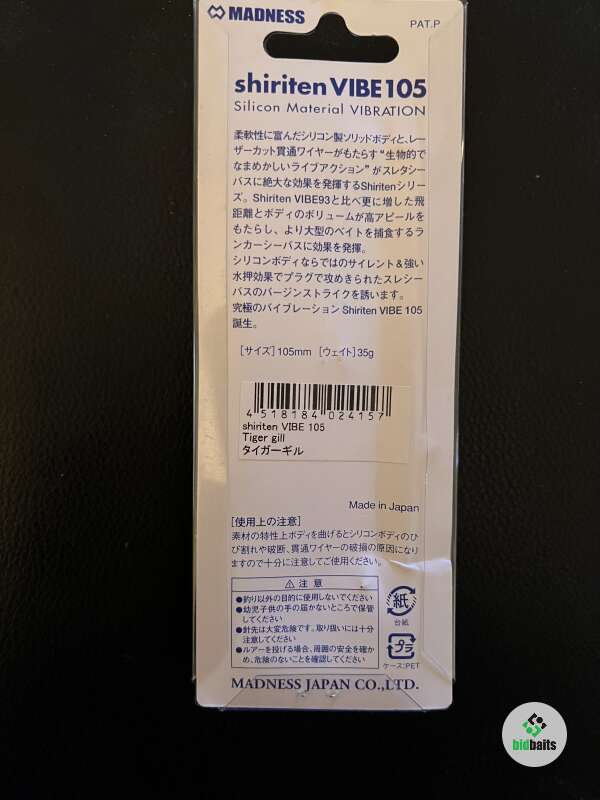 MADNESS
PAT.P
shiriten VIBE 105
Silicon Material VIBRATION
柔軟性に富んだシリコン製ソリッドボディと、レー
ザーカット貫通ワイヤーがもたらす“生物的で
なまめかしいライブアクション”がスレタシー
バスに絶大な効果を発揮するShiritenシリー
ズ。Shiriten VIBE93と比べ更に増した飛
距離とボディのボリュームが高アピールを
もたらし、より大型のベイトを捕食するラ
ンカーシーバスに効果を発揮。
シリコンボディならではのサイレント＆強い
水押効果でプラグで攻めきられたスレシー
バスのバージンストライクを誘います。
究極のバイブレーション Shiriten VIBE 105
誕生。
［サイズ］105mm ［ウェイト］35g
4 518184 024157
shiriten VIBE 105
Tiger gill
タイガーギル
Made in Japan
［使用上の注意］
素材の特性上ボディを曲げるとシリコンボディのひ
び割れや破断、貫通ワイヤーの破損の原因になり
ますので十分に注意してご使用ください。
⚠ 注意
●釣り以外の目的に使用しないでください
●幼児子供の手の届かないところで保管
してください
●針先は大変危険です。取り扱いには十分
注意してください
●ルアーを投げる場合、周囲の安全を確か
め、危険のないことを確認してください
紙
台紙
プラ
ケース:PET
MADNESS JAPAN CO.,LTD.
bidbaits